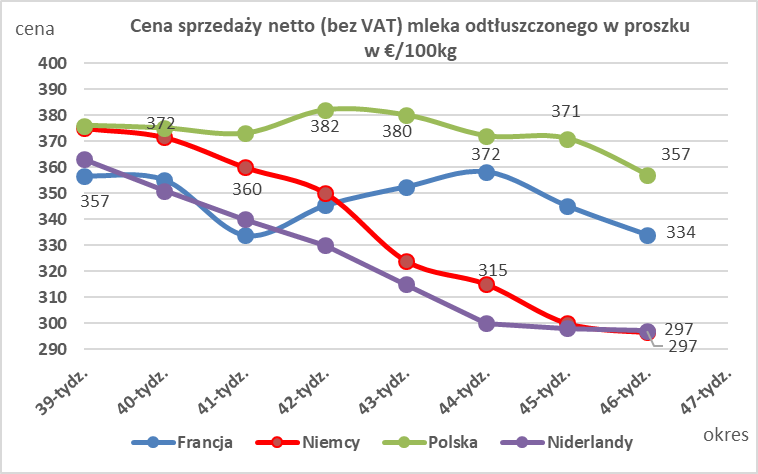 cena
Cena sprzedaży netto (bez VAT) mleka odtłuszczonego w proszku
w €/100kg
400
390
380
370
360
350
340
330
320
310
300
290
357
372
360
382
380
372
315
371
357
334
297
297
39-tydz.
40-tydz.
41-tydz.
42-tydz.
43-tydz.
44-tydz.
45-tydz.
46-tydz.
47-tydz.
okres
Francja Niemcy Polska Niderlandy